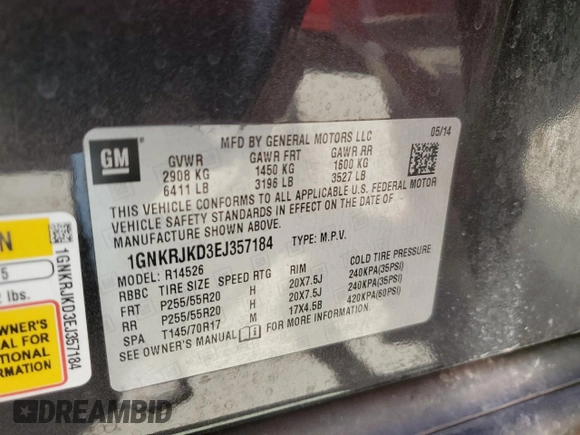 MFD BY GENERAL MOTORS LLC 05/14
GM
GVWR GAWR FRT GAWR RR
2908 KG 1450 KG 1600 KG
6411 LB 3196 LB 3527 LB
THIS VEHICLE CONFORMS TO ALL APPLICABLE U.S. FEDERAL MOTOR
VEHICLE SAFETY STANDARDS IN EFFECT ON THE DATE OF
MANUFACTURE SHOWN ABOVE.
1GNKRJKD3EJ357184 TYPE: M.P.V.
MODEL: R14526
RBBC TIRE SIZE SPEED RTG RIM COLD TIRE PRESSURE
FRT P255/55R20 H 20X7.5J 240KPA(35PSI)
RR P255/55R20 H 20X7.5J 240KPA(35PSI)
SPA T145/70R17 M 17X4.5B 420KPA(60PSI)
SEE OWNER'S MANUAL FOR MORE INFORMATION
N
5
lbs.
1GNKRJKD3EJ357184
OWNER'S
AL FOR
ONAL
RMATION
DREAMBID